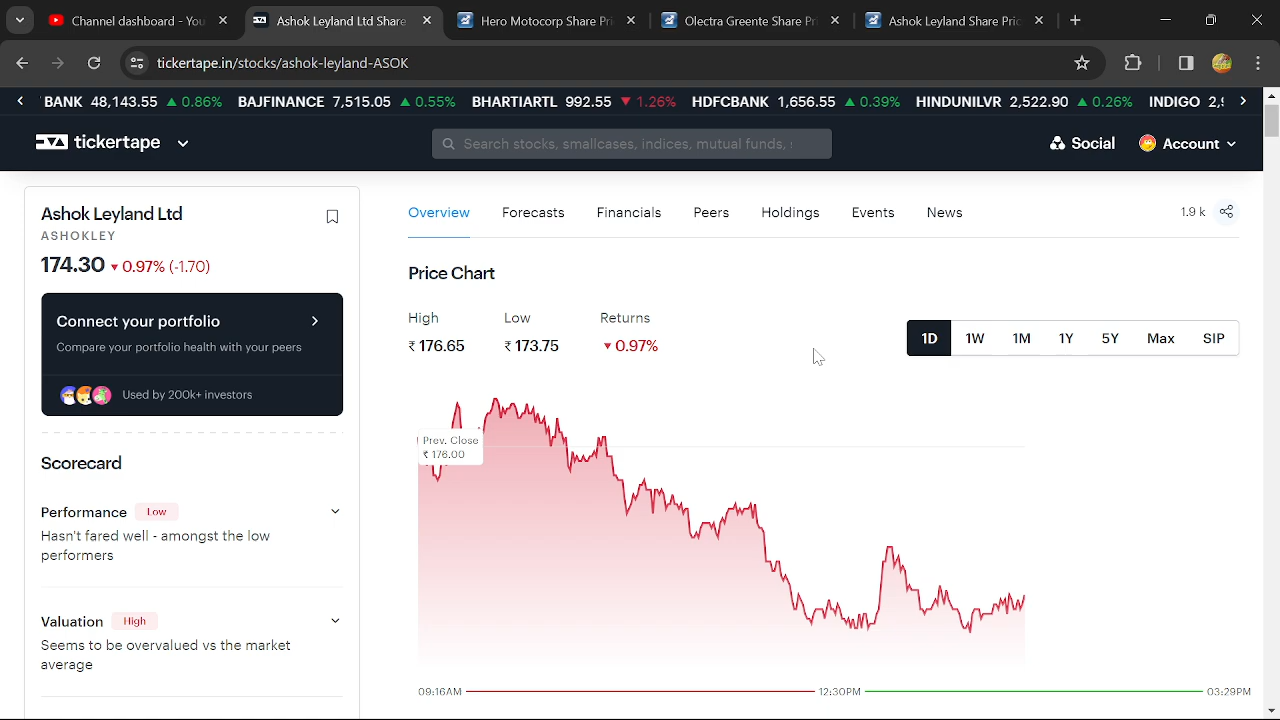 Channel dashboard - You
Ashok Leyland Ltd Share
Hero Motocorp Share Pri
Olectra Greente Share Pr
Ashok Leyland Share Pric
tickertape.in/stocks/ashok-leyland-ASOK
BANK 48,143.55 ▲ 0.86% BAJFINANCE 7,515.05 ▲ 0.55% BHARTIARTL 992.55 ▼ 1.26% HDFCBANK 1,656.55 ▲ 0.39% HINDUNILVR 2,522.90 ▲ 0.26% INDIGO
tickertape
Search stocks, smallcases, indices, mutual funds,
Social
Account
Ashok Leyland Ltd
ASHOKLEY
174.30 ▼ 0.97% (-1.70)
Connect your portfolio
Compare your portfolio health with your peers
Used by 200k+ investors
Scorecard
Performance Low
Hasn't fared well - amongst the low
performers
Valuation High
Seems to be overvalued vs the market
average
Overview Forecasts Financials Peers Holdings Events News
1.9 k
Price Chart
High Low Returns
₹ 176.65 ₹ 173.75 ▼ 0.97%
1D 1W 1M 1Y 5Y Max SIP
Prev. Close
₹ 176.00
09:16AM 12:30PM 03:29PM